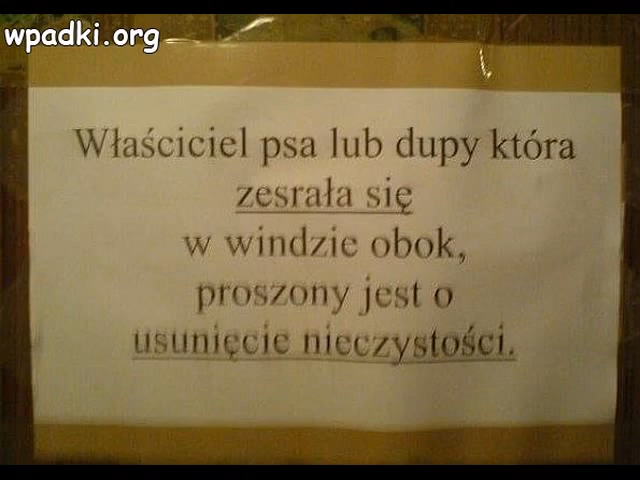 wpadki.org
Właściciel psa lub dupy która
zesrała się
w windzie obok,
proszony jest o
usunięcie nieczystości.